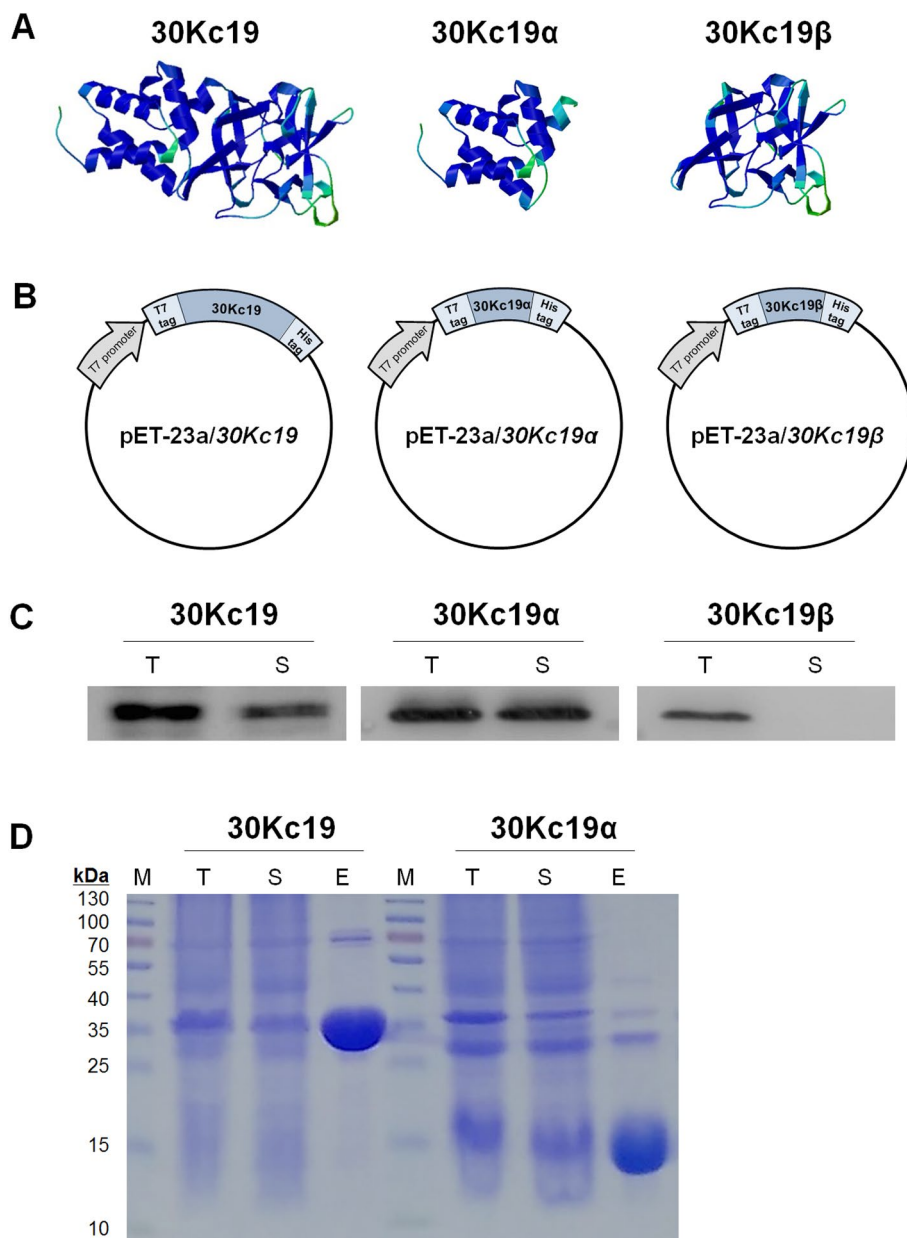 A
30Kc19 30Kc19α 30Kc19β
B
T7 promoter T7 tag 30Kc19 His tag
pET-23a/30Kc19
T7 promoter T7 tag 30Kc19α His tag
pET-23a/30Kc19α
T7 promoter T7 tag 30Kc19β His tag
pET-23a/30Kc19β
C
30Kc19 30Kc19α 30Kc19β
T S T S T S
D
30Kc19 30Kc19α
kDa M T S E M T S E
130
100
70
55
40
35
25
15
10